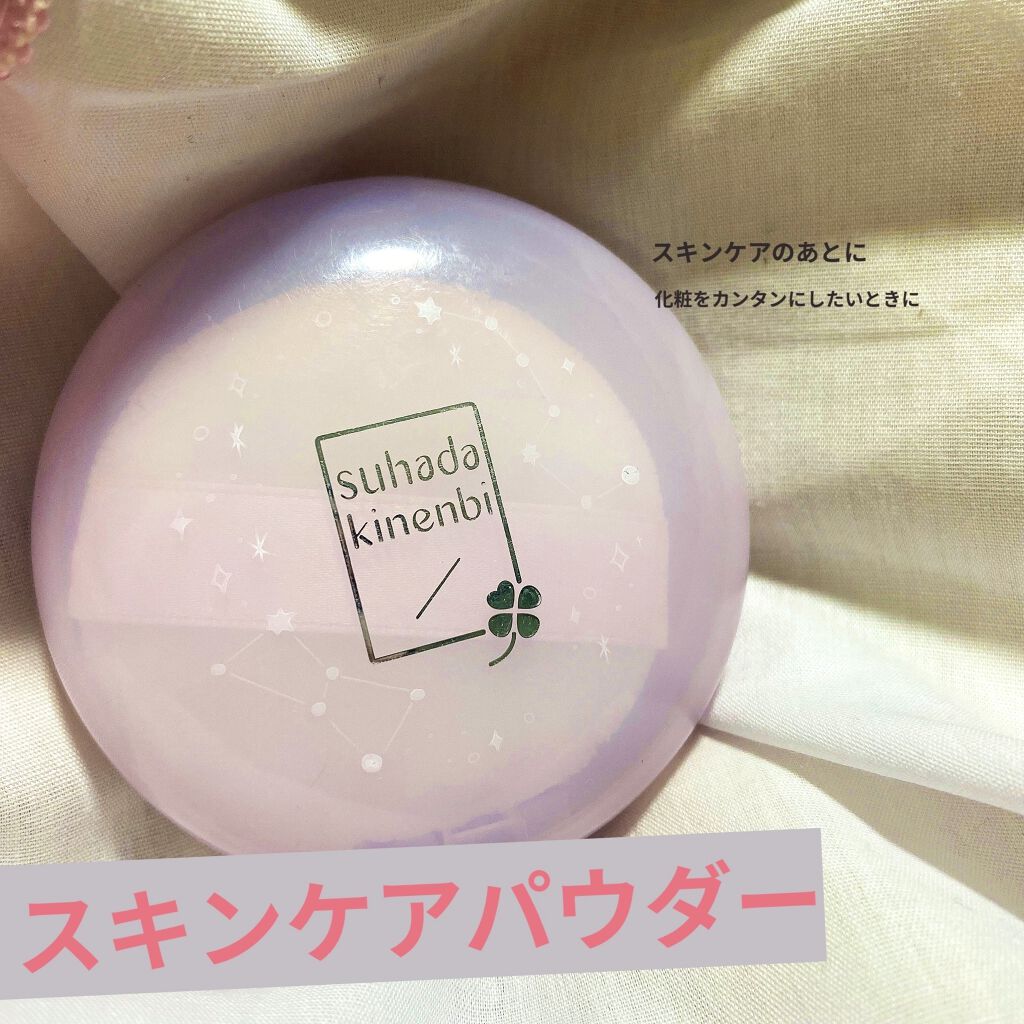 スキンケアのあとに
化粧をカンタンにしたいときに
suhada
kinenbi
スキンケアパウダー